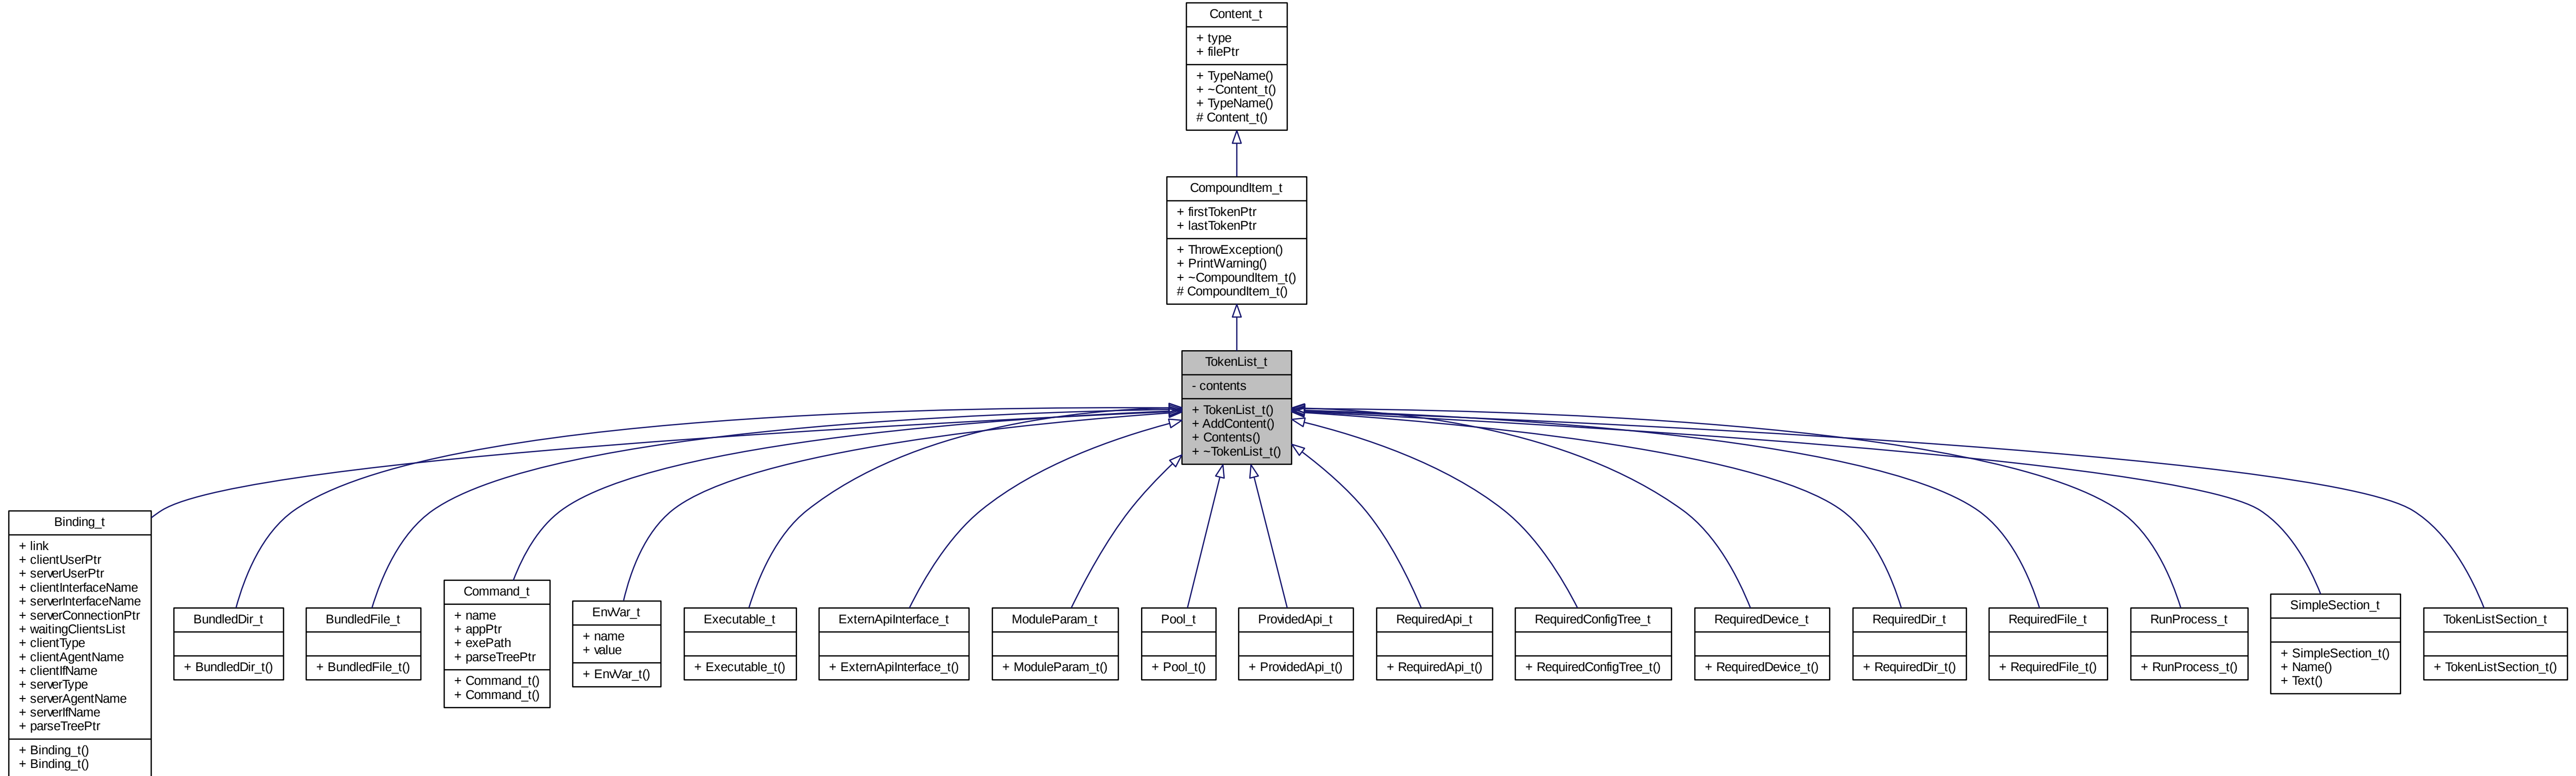 Content_t
+ type
+ filePtr
+ TypeName()
+ ~Content_t()
+ TypeName()
# Content_t()
CompoundItem_t
+ firstTokenPtr
+ lastTokenPtr
+ ThrowException()
+ PrintWarning()
+ ~CompoundItem_t()
# CompoundItem_t()
TokenList_t
- contents
+ TokenList_t()
+ AddContent()
+ Contents()
+ ~TokenList_t()
Binding_t
+ link
+ clientUserPtr
+ serverUserPtr
+ clientInterfaceName
+ serverInterfaceName
+ serverConnectionPtr
+ waitingClientsList
+ clientType
+ clientAgentName
+ clientIfName
+ serverType
+ serverAgentName
+ serverIfName
+ parseTreePtr
+ Binding_t()
+ Binding_t()
BundledDir_t
+ BundledDir_t()
BundledFile_t
+ BundledFile_t()
Command_t
+ name
+ appPtr
+ exePath
+ parseTreePtr
+ Command_t()
+ Command_t()
EnvVar_t
+ name
+ value
+ EnvVar_t()
Executable_t
+ Executable_t()
ExternApiInterface_t
+ ExternApiInterface_t()
ModuleParam_t
+ ModuleParam_t()
Pool_t
+ Pool_t()
ProvidedApi_t
+ ProvidedApi_t()
RequiredApi_t
+ RequiredApi_t()
RequiredConfigTree_t
+ RequiredConfigTree_t()
RequiredDevice_t
+ RequiredDevice_t()
RequiredDir_t
+ RequiredDir_t()
RequiredFile_t
+ RequiredFile_t()
RunProcess_t
+ RunProcess_t()
SimpleSection_t
+ SimpleSection_t()
+ Name()
+ Text()
TokenListSection_t
+ TokenListSection_t()